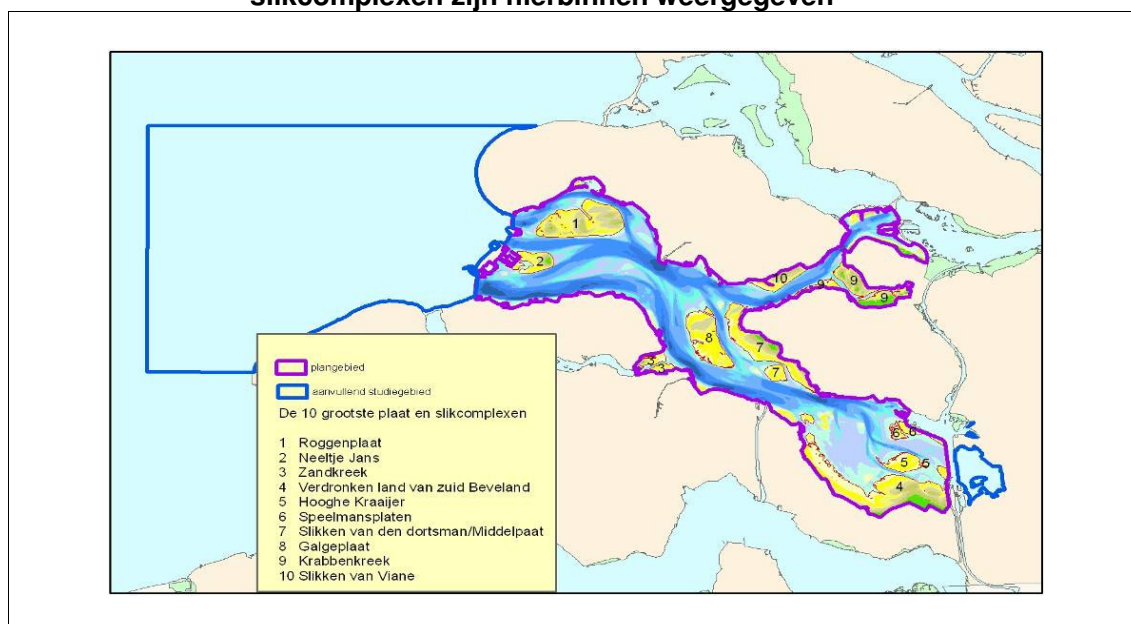 slikcomplexen zijn hierbinnen weergegeven
1
2
10
9
9
9
8
7
7
3
3
6
6
5
5
4
plangebied
aanvullend studiegebied
De 10 grootste plaat en slikcomplexen
1 Roggenplaat
2 Neeltje Jans
3 Zandkreek
4 Verdronken land van zuid Beveland
5 Hooghe Kraaijer
6 Speelmansplaten
7 Slikken van den dortsman/Middelpaat
8 Galgeplaat
9 Krabbenkreek
10 Slikken van Viane